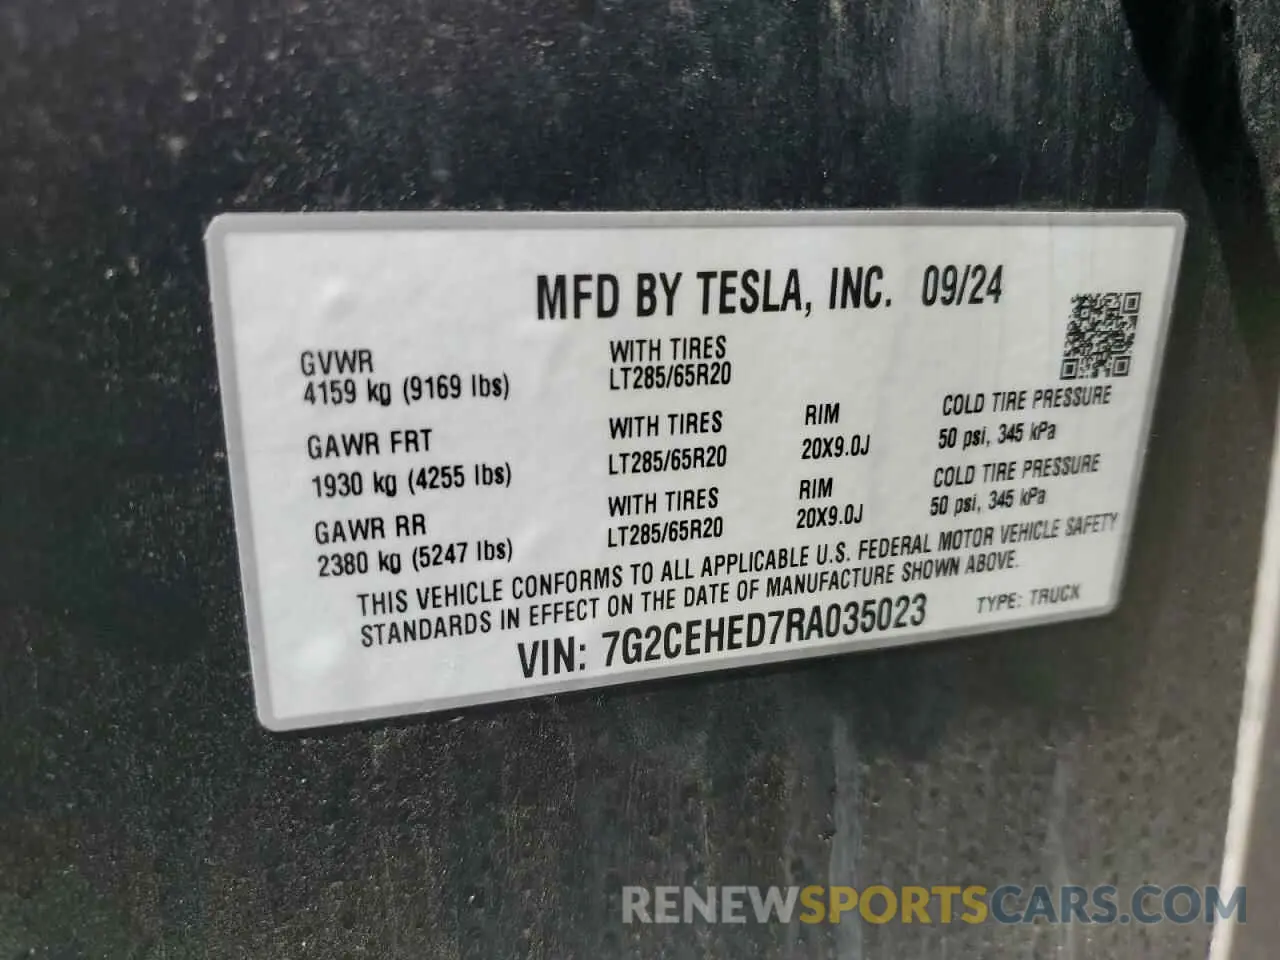 MFD BY TESLA, INC. 09/24
GVWR
4159 kg (9169 lbs)
WITH TIRES
LT285/65R20
GAWR FRT
1930 kg (4255 lbs)
WITH TIRES
LT285/65R20
RIM
20X9.0J
COLD TIRE PRESSURE
50 psi, 345 kPa
GAWR RR
2380 kg (5247 lbs)
WITH TIRES
LT285/65R20
RIM
20X9.0J
COLD TIRE PRESSURE
50 psi, 345 kPa
THIS VEHICLE CONFORMS TO ALL APPLICABLE U.S. FEDERAL MOTOR VEHICLE SAFETY
STANDARDS IN EFFECT ON THE DATE OF MANUFACTURE SHOWN ABOVE.
VIN: 7G2CEHED7RA035023
TYPE: TRUCK
RENEWSPORTSCARS.COM